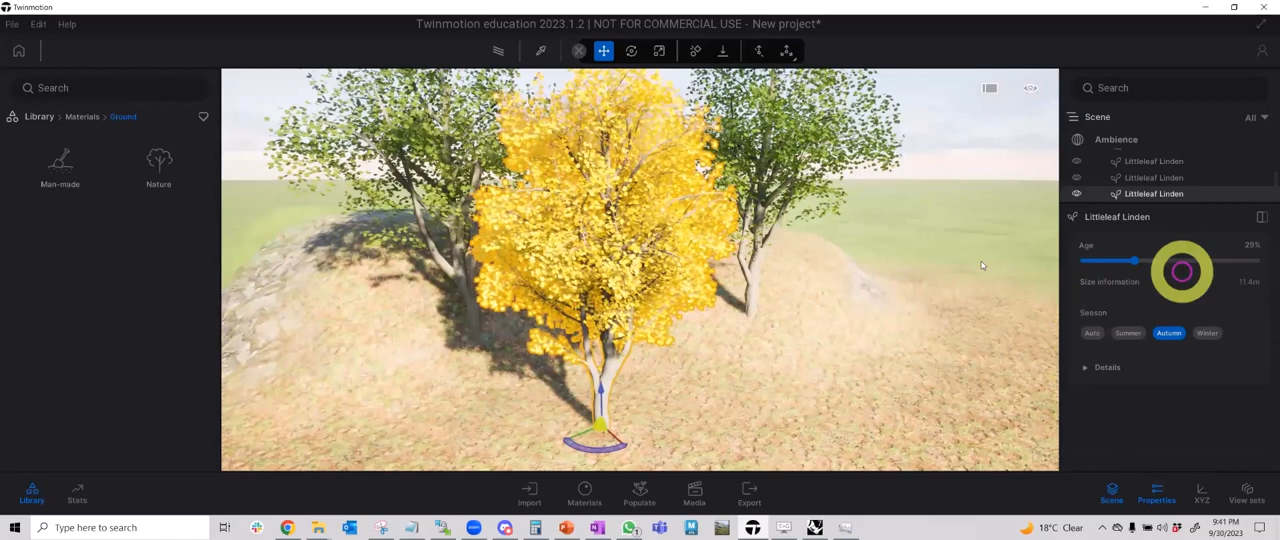 Twinmotion
File Edit Help
Twinmotion education 2023.1.2 | NOT FOR COMMERCIAL USE - New project*
Search
Library > Materials > Ground
Man-made
Nature
Search
Scene
All
Ambience
Littleleaf Linden
Littleleaf Linden
Littleleaf Linden
Littleleaf Linden
Age 29%
Size information 11.4m
Season
Auto Summer Autumn Winter
Details
Library Stats Import Materials Populate Media Export Scene Properties XYZ View sets
Type here to search
1
18°C Clear
9:41 PM
9/30/2023